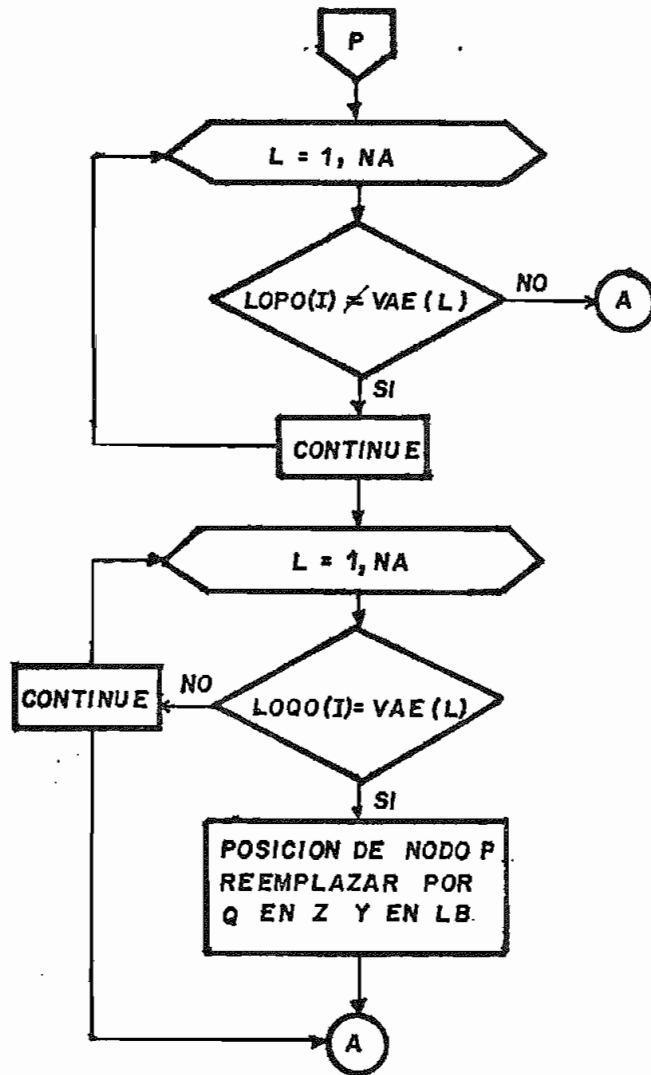 P
L = 1, NA
LOPO(I) ≠ VAE (L)
NO
A
SI
CONTINUE
L = 1, NA
LOQO(I) = VAE (L)
NO
CONTINUE
SI
POSICION DE NODO P
REEMPLAZAR POR
Q EN Z Y EN LB.
A